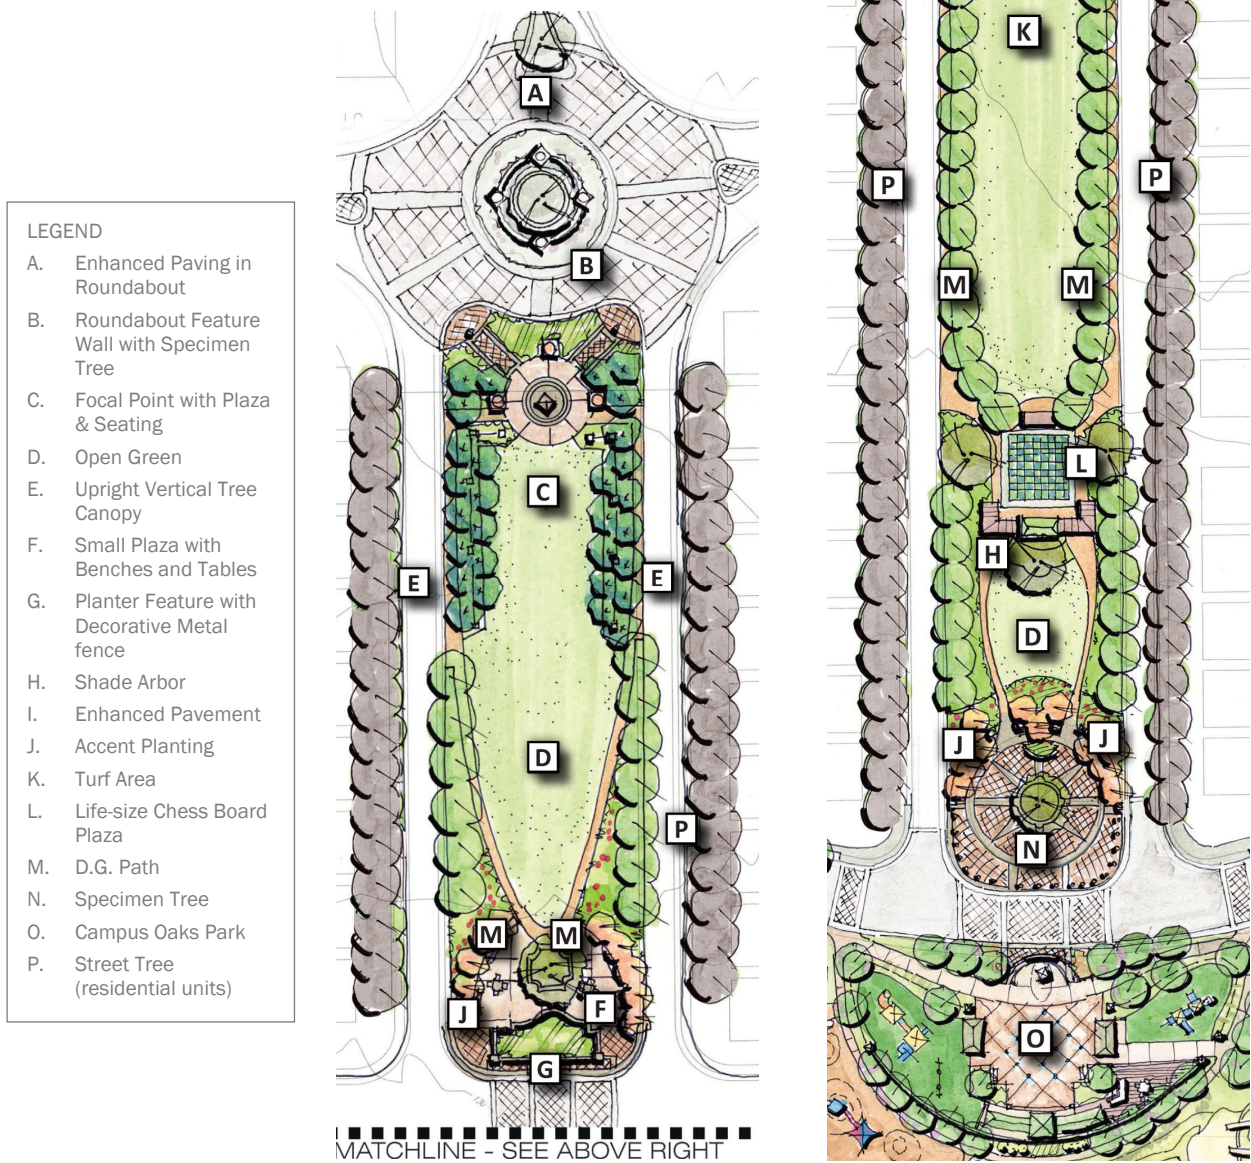 LEGEND
A. Enhanced Paving in
Roundabout
B. Roundabout Feature
Wall with Specimen
Tree
C. Focal Point with Plaza
& Seating
D. Open Green
E. Upright Vertical Tree
Canopy
F. Small Plaza with
Benches and Tables
G. Planter Feature with
Decorative Metal
fence
H. Shade Arbor
I. Enhanced Pavement
J. Accent Planting
K. Turf Area
L. Life-size Chess Board
Plaza
M. D.G. Path
N. Specimen Tree
O. Campus Oaks Park
P. Street Tree
(residential units)
A
B
C
E
E
D
P
M
M
J
F
G
MATCHLINE - SEE ABOVE RIGHT
K
P
P
M
M
L
H
D
J
J
N
O